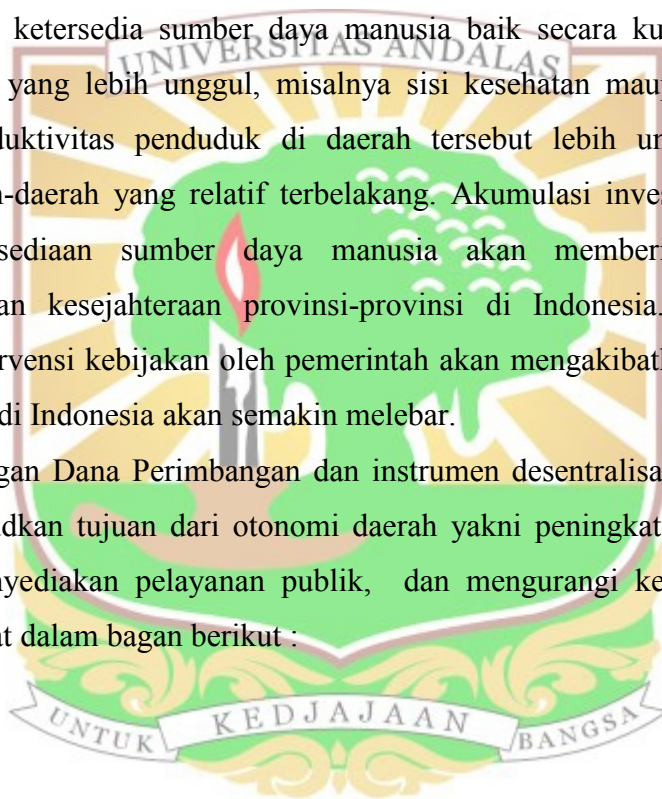 ketersedia sumber daya manusia baik secara ku
UNIVERSITAS ANDALAS
yang lebih unggul, misalnya sisi kesehatan mau
duktivitas penduduk di daerah tersebut lebih un
-daerah yang relatif terbelakang. Akumulasi inves
sediaan sumber daya manusia akan member
an kesejahteraan provinsi-provinsi di Indonesia.
rvensi kebijakan oleh pemerintah akan mengakibat
di Indonesia akan semakin melebar.
gan Dana Perimbangan dan instrumen desentralisa
dkan tujuan dari otonomi daerah yakni peningkat
nyediakan pelayanan publik, dan mengurangi ke
at dalam bagan berikut :
UNTUK KEDJAJAAN BANGSA